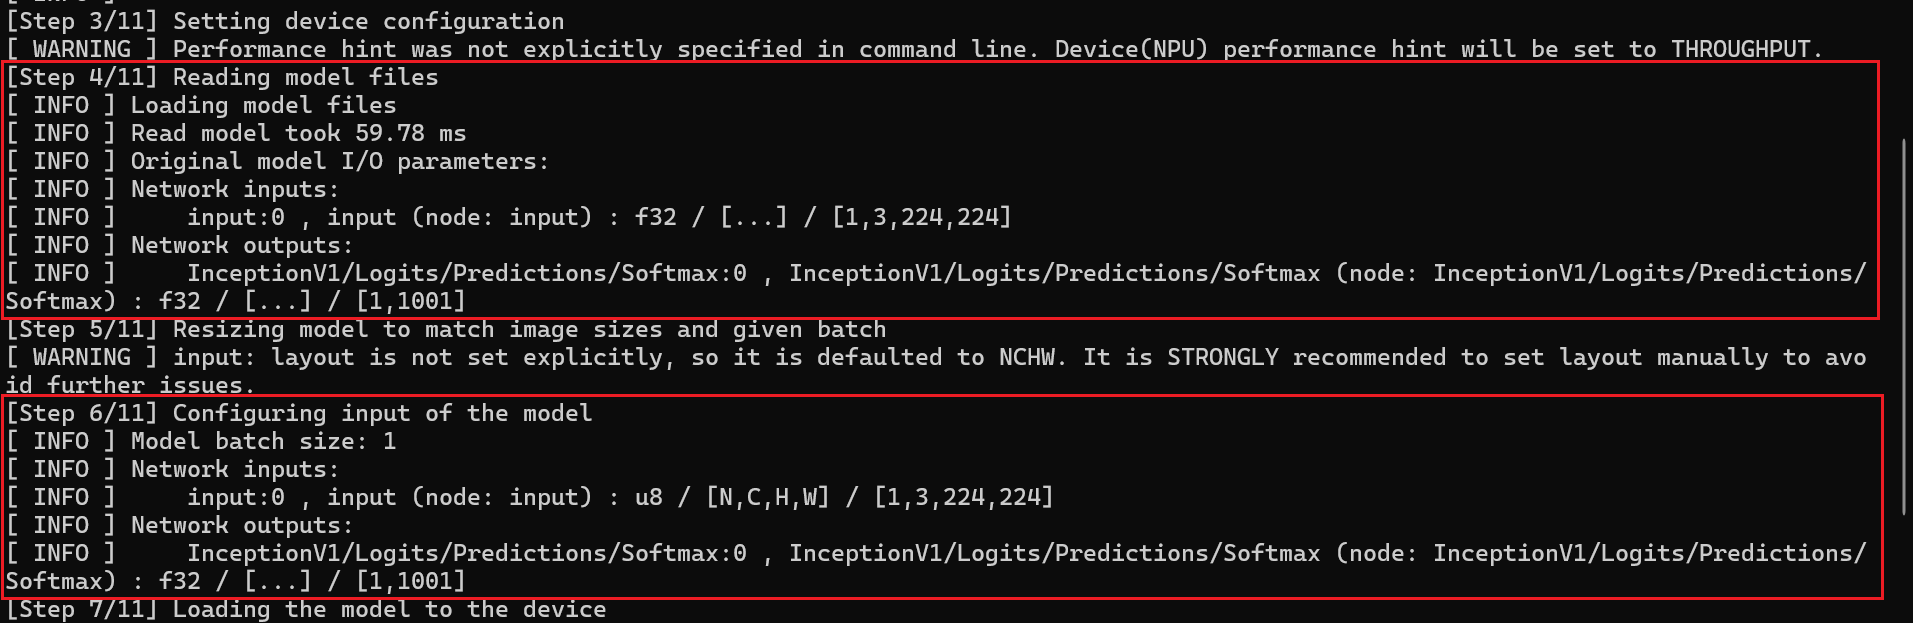 [Step 3/11] Setting device configuration
[ WARNING ] Performance hint was not explicitly specified in command line. Device(NPU) performance hint will be set to THROUGHPUT.
[Step 4/11] Reading model files
[ INFO ] Loading model files
[ INFO ] Read model took 59.78 ms
[ INFO ] Original model I/O parameters:
[ INFO ] Network inputs:
[ INFO ]     input:0 , input (node: input) : f32 / [...] / [1,3,224,224]
[ INFO ] Network outputs:
[ INFO ]     InceptionV1/Logits/Predictions/Softmax:0 , InceptionV1/Logits/Predictions/Softmax (node: InceptionV1/Logits/Predictions/
Softmax) : f32 / [...] / [1,1001]
[Step 5/11] Resizing model to match image sizes and given batch
[ WARNING ] input: layout is not set explicitly, so it is defaulted to NCHW. It is STRONGLY recommended to set layout manually to avo
id further issues.
[Step 6/11] Configuring input of the model
[ INFO ] Model batch size: 1
[ INFO ] Network inputs:
[ INFO ]     input:0 , input (node: input) : u8 / [N,C,H,W] / [1,3,224,224]
[ INFO ] Network outputs:
[ INFO ]     InceptionV1/Logits/Predictions/Softmax:0 , InceptionV1/Logits/Predictions/Softmax (node: InceptionV1/Logits/Predictions/
Softmax) : f32 / [...] / [1,1001]
[Step 7/11] Loading the model to the device